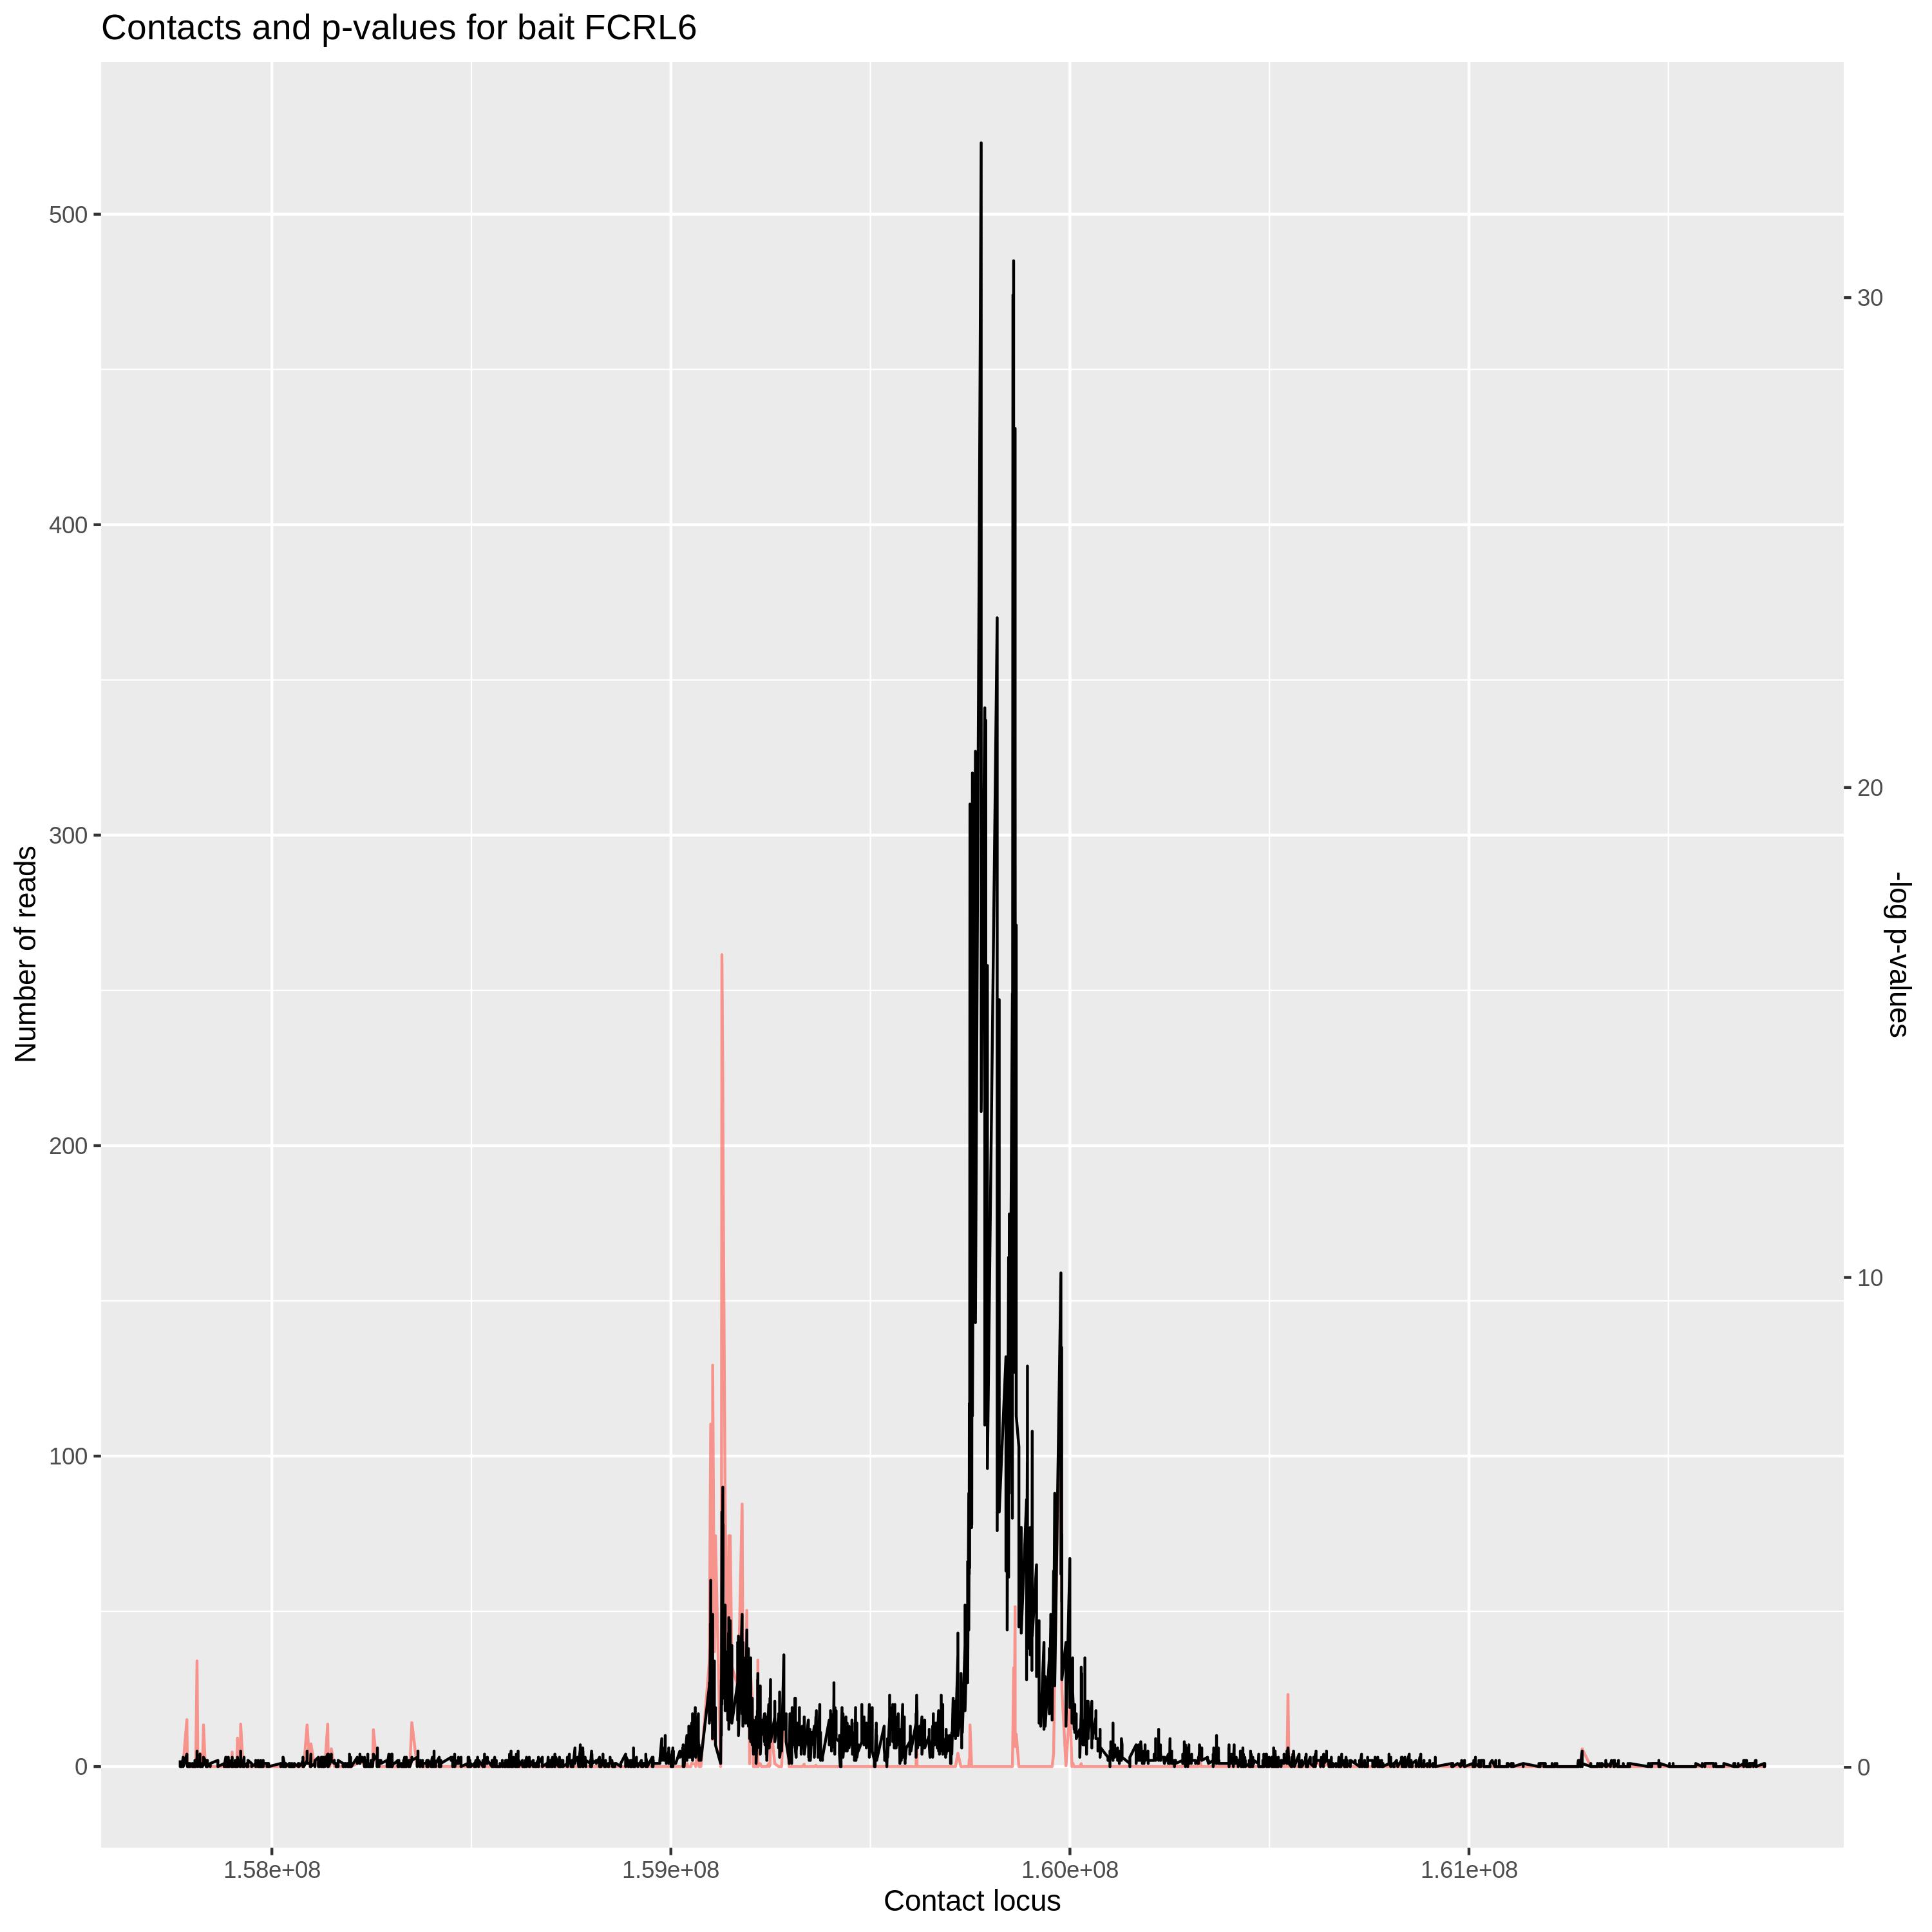 Contacts and p-values for bait FCRL6
500
400
300
200
100
0
Number of reads
30
20
10
0
-log p-values
1.58e+08
1.59e+08
1.60e+08
1.61e+08
Contact locus